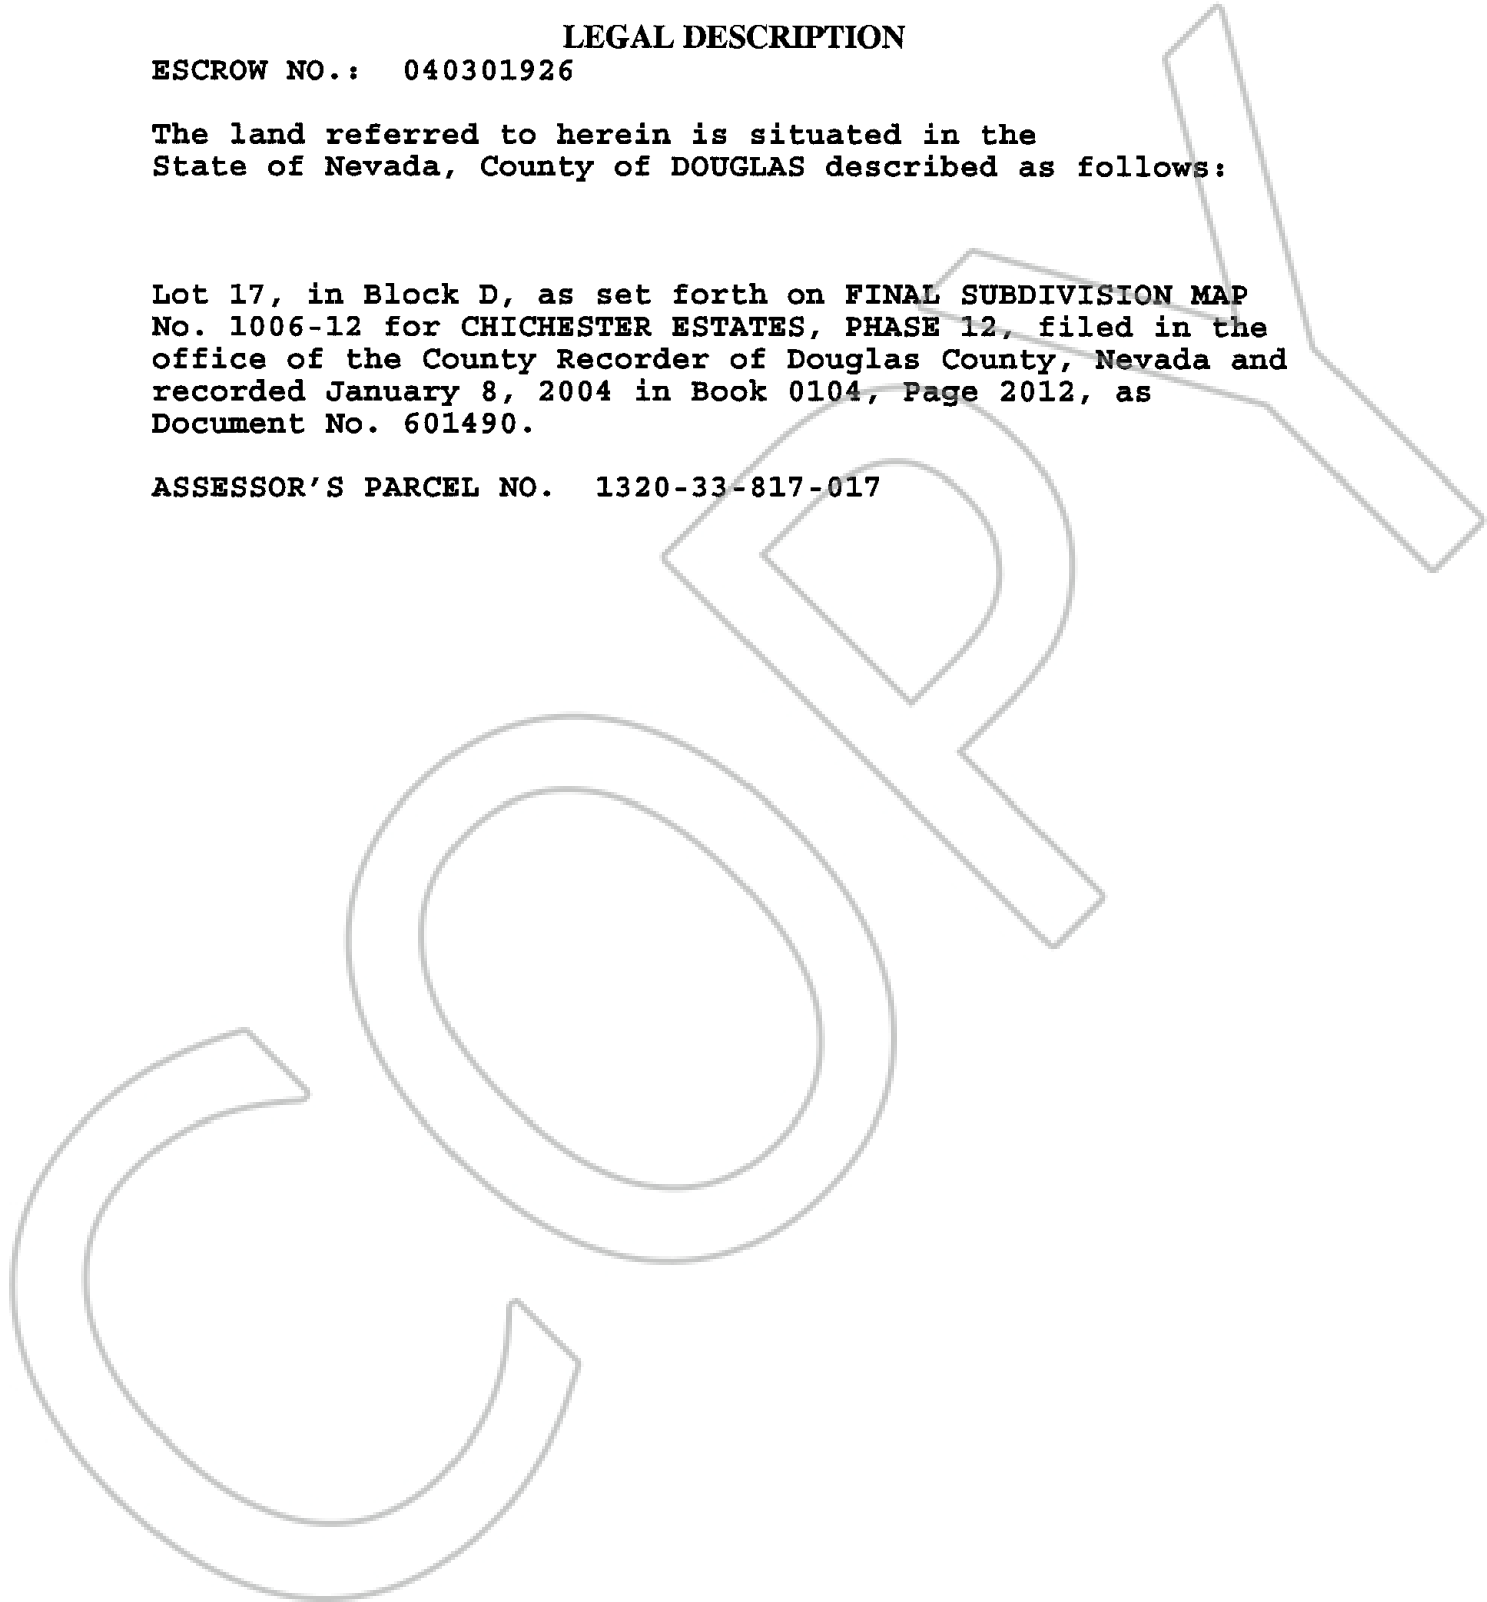 LEGAL DESCRIPTION
ESCROW NO.: 040301926
The land referred to herein is situated in the
State of Nevada, County of DOUGLAS described as follows:
Lot 17, in Block D, as set forth on FINAL SUBDIVISION MAP
No. 1006-12 for CHICHESTER ESTATES, PHASE 12, filed in the
office of the County Recorder of Douglas County, Nevada and
recorded January 8, 2004 in Book 0104, Page 2012, as
Document No. 601490.
ASSESSOR'S PARCEL NO. 1320-33-817-017
COPY